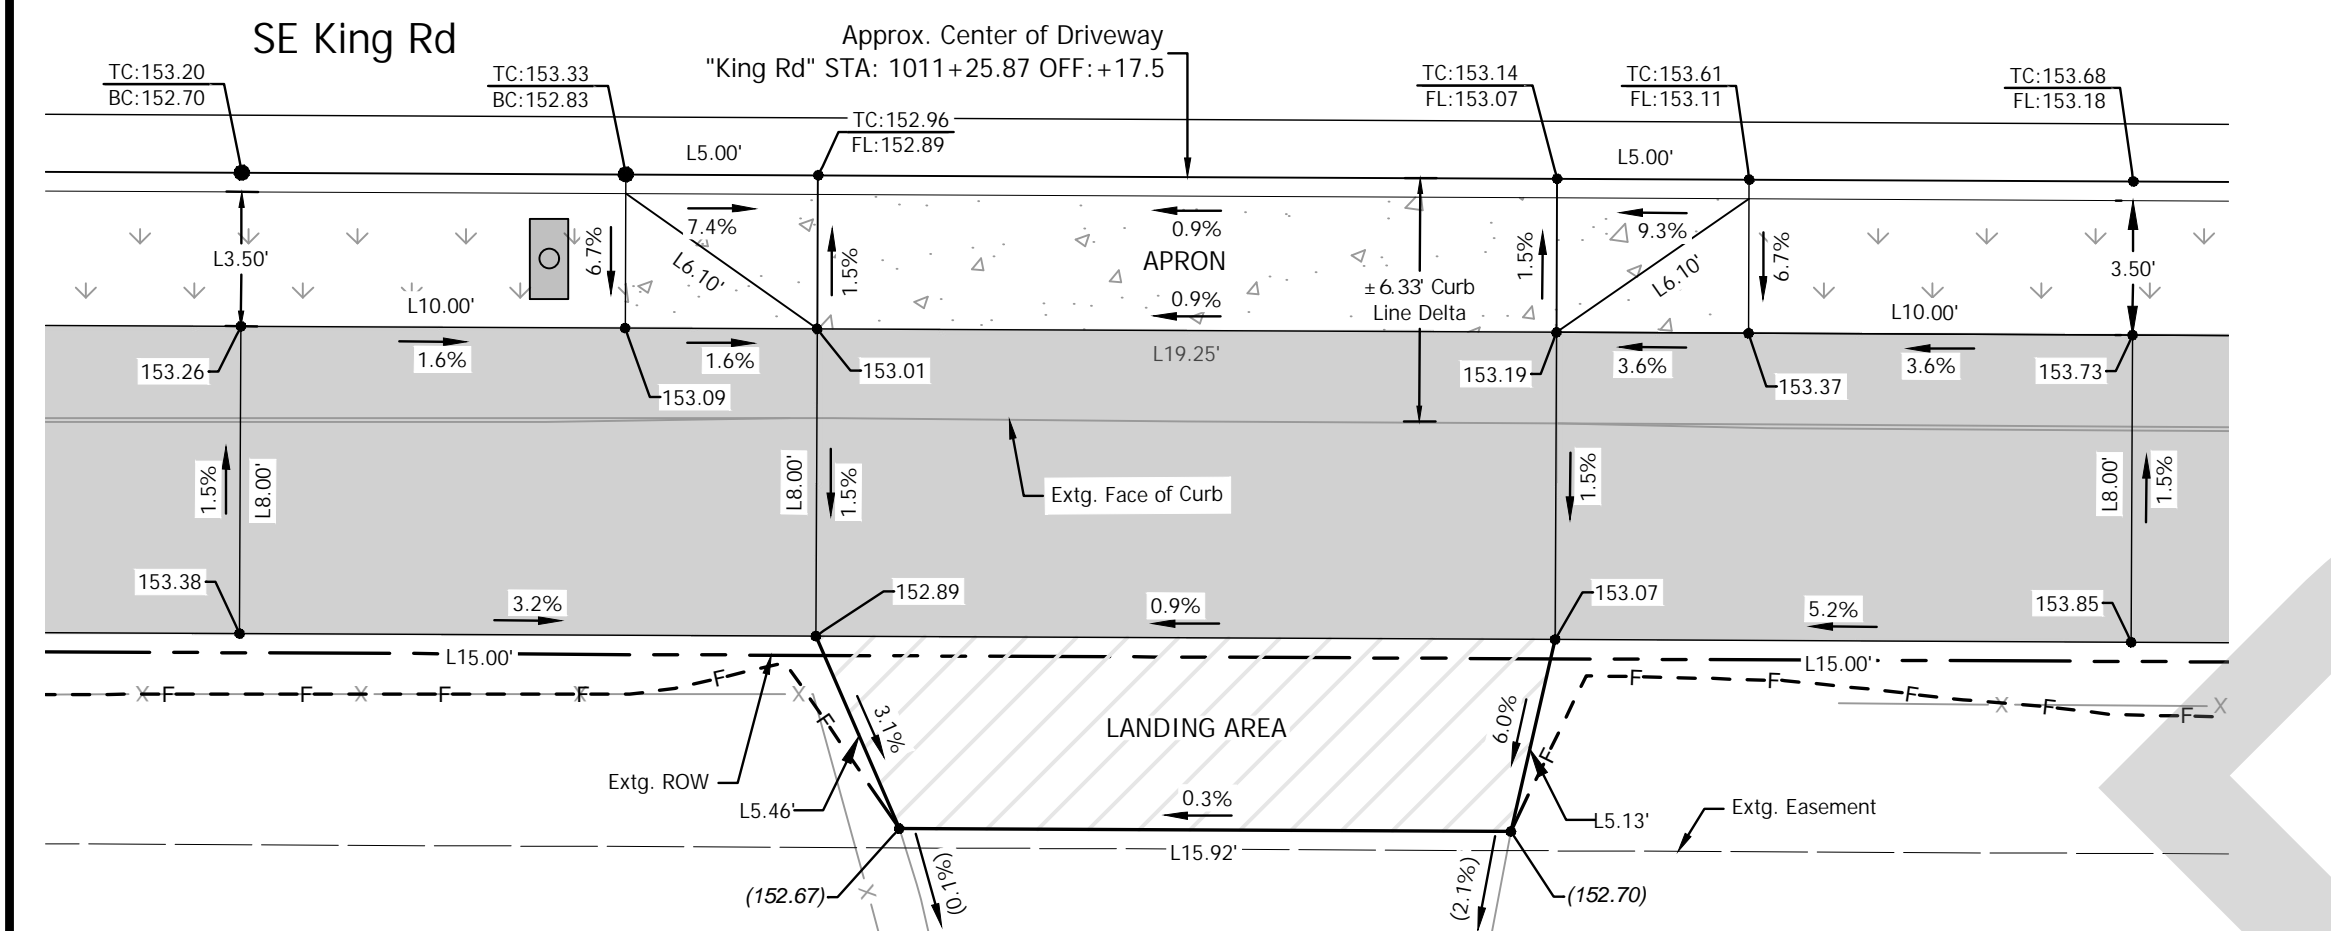 SE King Rd
Approx. Center of Driveway
"King Rd" STA: 1011+25.87 OFF:+17.5
TC:153.20
BC:152.70
TC:153.33
BC:152.83
TC:152.96
FL:152.89
TC:153.14
FL:153.07
TC:153.61
FL:153.11
TC:153.68
FL:153.18
L5.00'
L5.00'
L3.50'
6.7%
7.4%
L6.10'
1.5%
0.9%
APRON
0.9%
±6.33' Curb
Line Delta
1.5%
9.3%
L6.10'
6.7%
3.50'
L10.00'
L10.00'
L19.25'
153.26
1.6%
1.6%
153.09
153.01
153.19
3.6%
153.37
3.6%
153.73
1.5%
L8.00'
L8.00'
1.5%
Extg. Face of Curb
1.5%
L8.00'
1.5%
153.38
3.2%
152.89
0.9%
153.07
5.2%
153.85
L15.00'
L15.00'
X F F X F X F F X F
F F F X F F X
3.1%
LANDING AREA
6.0%
F
Extg. ROW
L5.46'
0.3%
L5.13'
Extg. Easement
L15.92'
X
(152.67)
(0.1%)
(2.1%)
(152.70)